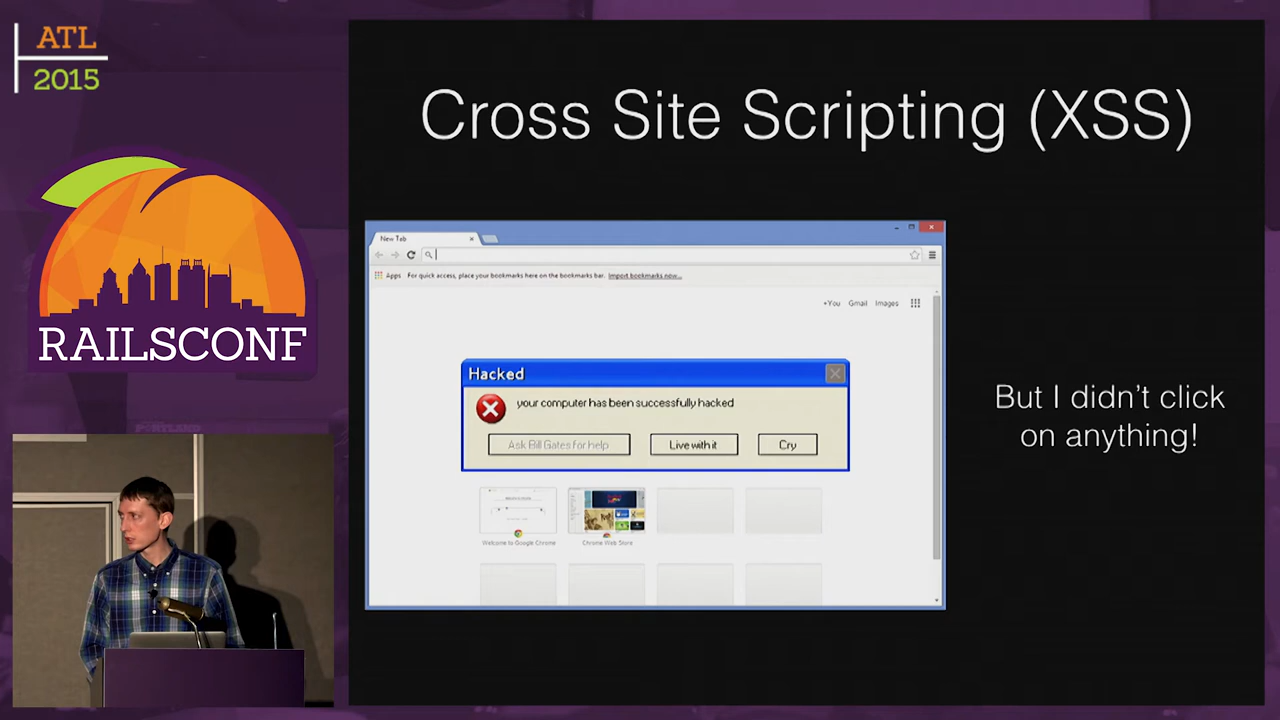 ATL
2015
RAILSCONF
Cross Site Scripting (XSS)
New Tab
Apps For quick access, place your bookmarks here on the bookmarks bar. Import bookmarks now...
+You Gmail Images
Hacked
your computer has been successfully hacked
Ask Bill Gates for help Live with it Cry
Welcome to Google Chrome Chrome Web Store
But I didn't click
on anything!